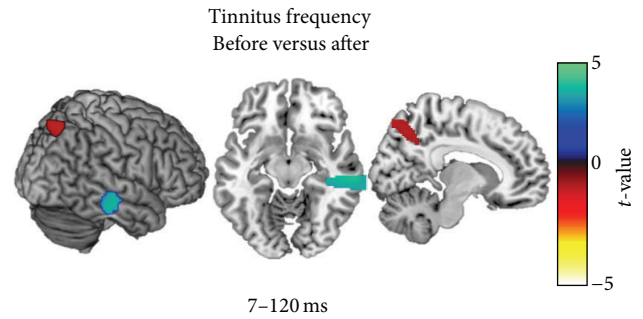 Tinnitus frequency
Before versus after
5
0
−5
t-value
7–120 ms